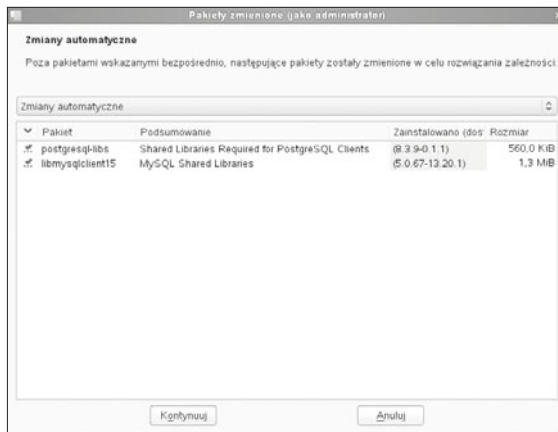 Pakiety zmienione (jako administrator)
Zmiany automatyczne
Poza pakietami wskazanymi bezpośrednio, następujące pakiety zostały zmienione w celu rozwiązania zależności.
Zmiany automatyczne
Pakiet Podsumowanie Zainstalowano (dos Rozmiar
postgresql-libs Shared Libraries Required for PostgreSQL Clients (8.3.9-0.1.1) 560,0 KiB
libmysqlclient15 MySQL Shared Libraries (5.0.67-13.20.1) 1,3 MiB
Kontynuuj Anuluj